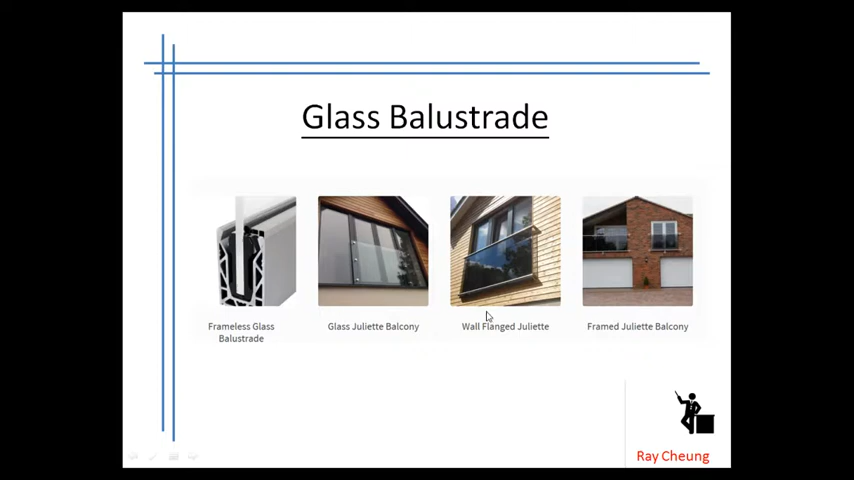 Glass Balustrade
Frameless Glass
Balustrade
Glass Juliette Balcony
Wall Flanged Juliette
Framed Juliette Balcony
Ray Cheung